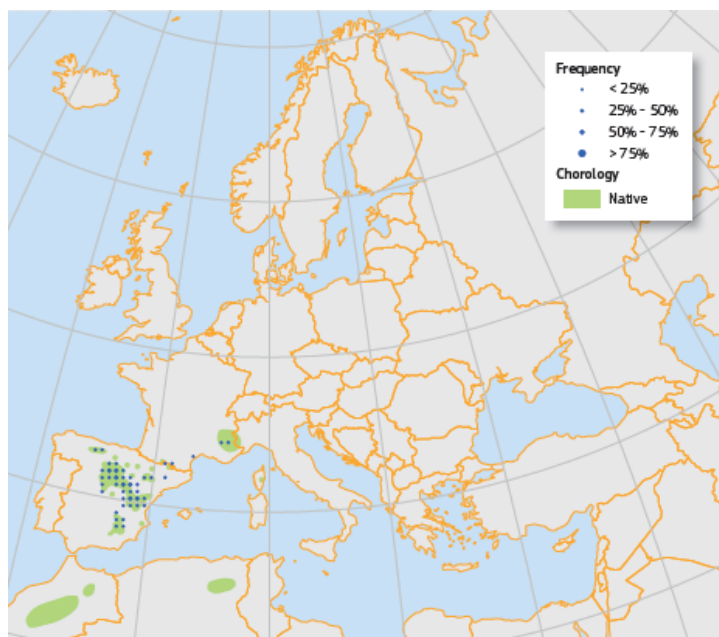 Frequency
< 25%
25% - 50%
50% - 75%
> 75%
Chorology
Native